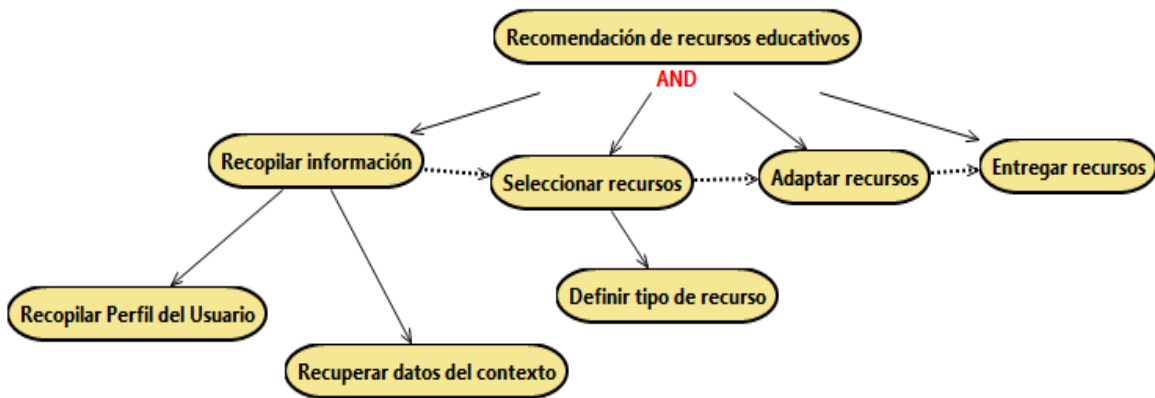 Recomendación de recursos educativos
AND
Recopilar información
Seleccionar recursos
Adaptar recursos
Entregar recursos
Recopilar Perfil del Usuario
Definir tipo de recurso
Recuperar datos del contexto